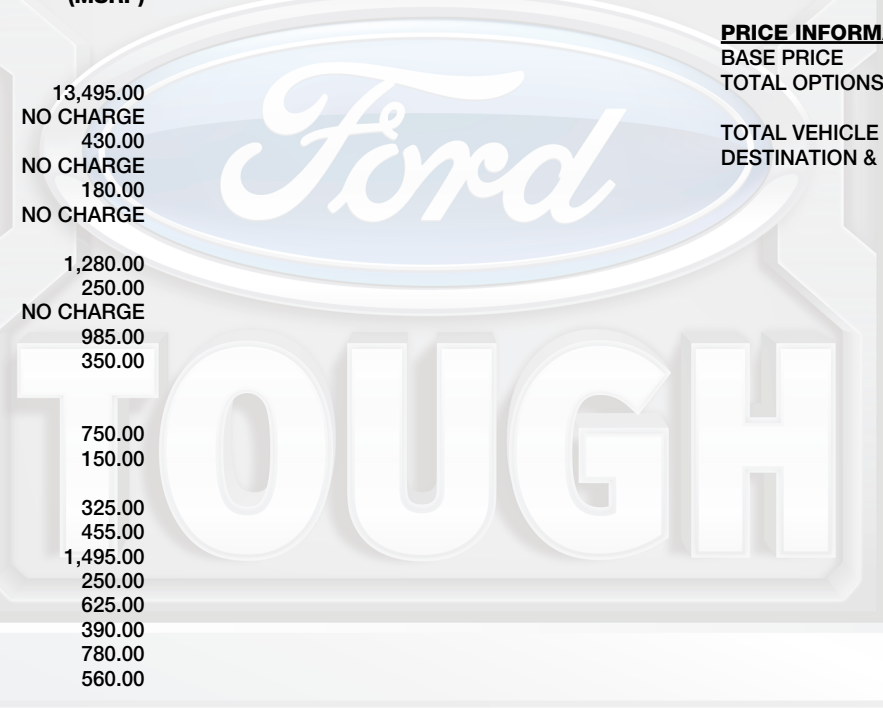 (MSRP)
13,495.00
NO CHARGE
430.00
NO CHARGE
180.00
NO CHARGE
1,280.00
250.00
NO CHARGE
985.00
350.00
750.00
150.00
325.00
455.00
1,495.00
250.00
625.00
390.00
780.00
560.00
PRICE INFORMA
BASE PRICE
TOTAL OPTIONS
TOTAL VEHICLE
DESTINATION &
Ford
TOUGH